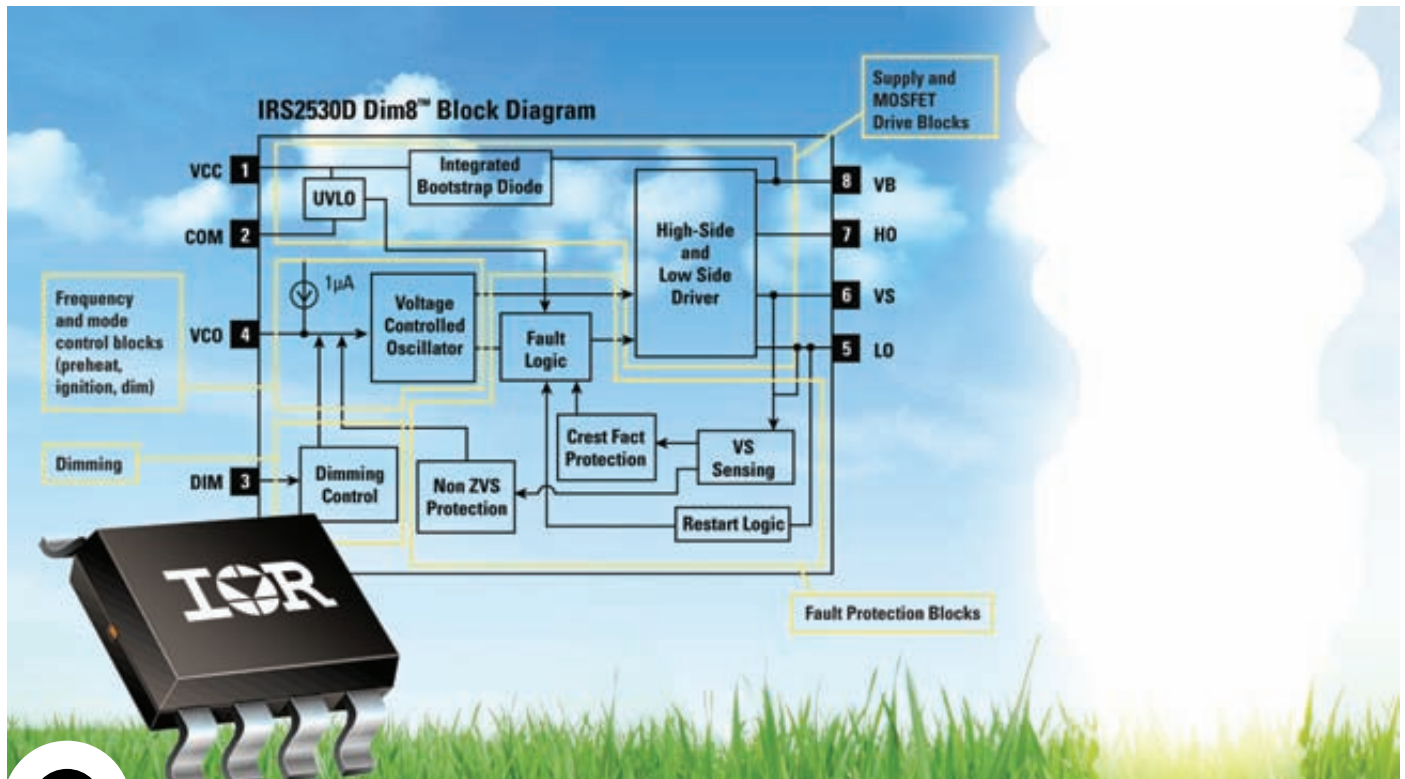 IRS2530D Dim8™ Block Diagram
Supply and
MOSFET
Drive Blocks
VCC 1
Integrated
Bootstrap Diode
8 VB
UVLO
COM 2
High-Side
and
Low Side
Driver
7 HO
Frequency
and mode
control blocks
(preheat,
ignition, dim)
1µA
Voltage
Controlled
Oscillator
6 VS
VCO 4
Fault
Logic
5 LO
Crest Fact
Protection
VS
Sensing
Dimming
DIM 3
Dimming
Control
Non ZVS
Protection
Restart Logic
IOR
Fault Protection Blocks